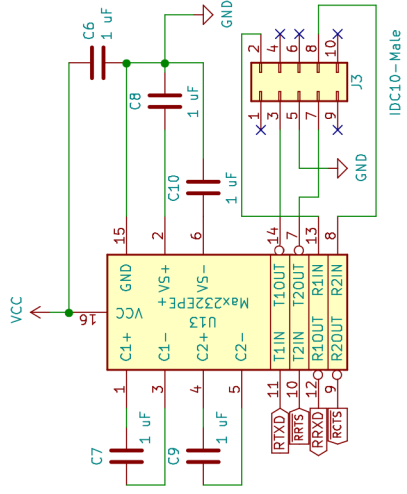 C6
1 uF
GND
C8
1 uF
C10
1 uF
VCC
2
4
6
8
10
1
3
5
7
9
J3
IDC10-Male
GND
15
2
6
14
7
13
8
16
GND
VS+
VS-
T1OUT
T2OUT
R1IN
R2IN
VCC
Max232EPE+
U13
C1+
C1-
C2+
C2-
T1IN
T2IN
R1OUT
R2OUT
1
3
4
5
11
10
12
9
RTXD
RRTS
RRXD
RCTS
C7
1 uF
C9
1 uF